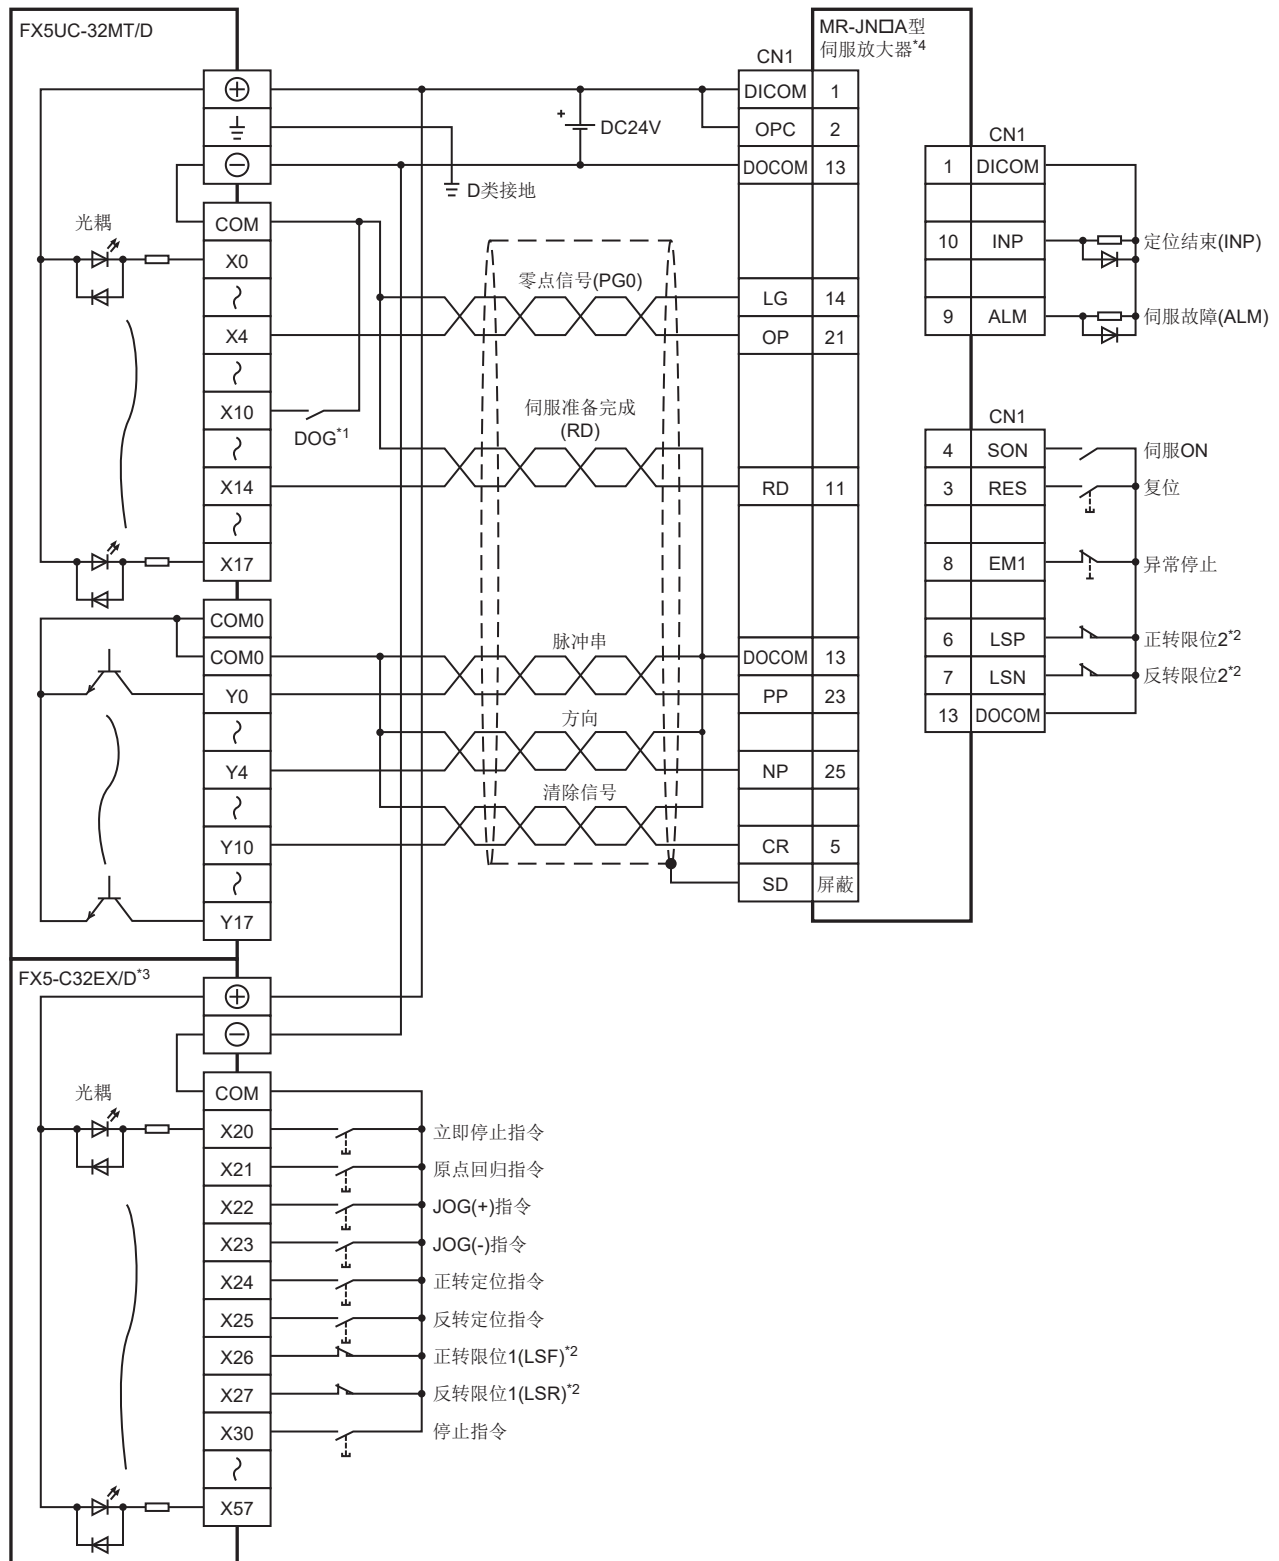 FX5UC-32MT/D
MR-JN□A型
伺服放大器*4
CN1
DICOM 1
OPC 2
DOCOM 13
LG 14
OP 21
RD 11
DOCOM 13
PP 23
NP 25
CR 5
SD 屏蔽
+
DC24V
D类接地
COM
光耦
X0
X4
X10
X14
X17
DOG*1
零点信号(PG0)
伺服准备完成
(RD)
COM0
COM0
Y0
Y4
Y10
Y17
脉冲串
方向
清除信号
CN1
1 DICOM
10 INP 定位结束(INP)
9 ALM 伺服故障(ALM)
CN1
4 SON 伺服ON
3 RES 复位
8 EM1 异常停止
6 LSP 正转限位2*2
7 LSN 反转限位2*2
13 DOCOM
FX5-C32EX/D*3
COM
光耦
X20 立即停止指令
X21 原点回归指令
X22 JOG(+)指令
X23 JOG(-)指令
X24 正转定位指令
X25 反转定位指令
X26 正转限位1(LSF)*2
X27 反转限位1(LSR)*2
X30 停止指令
X57